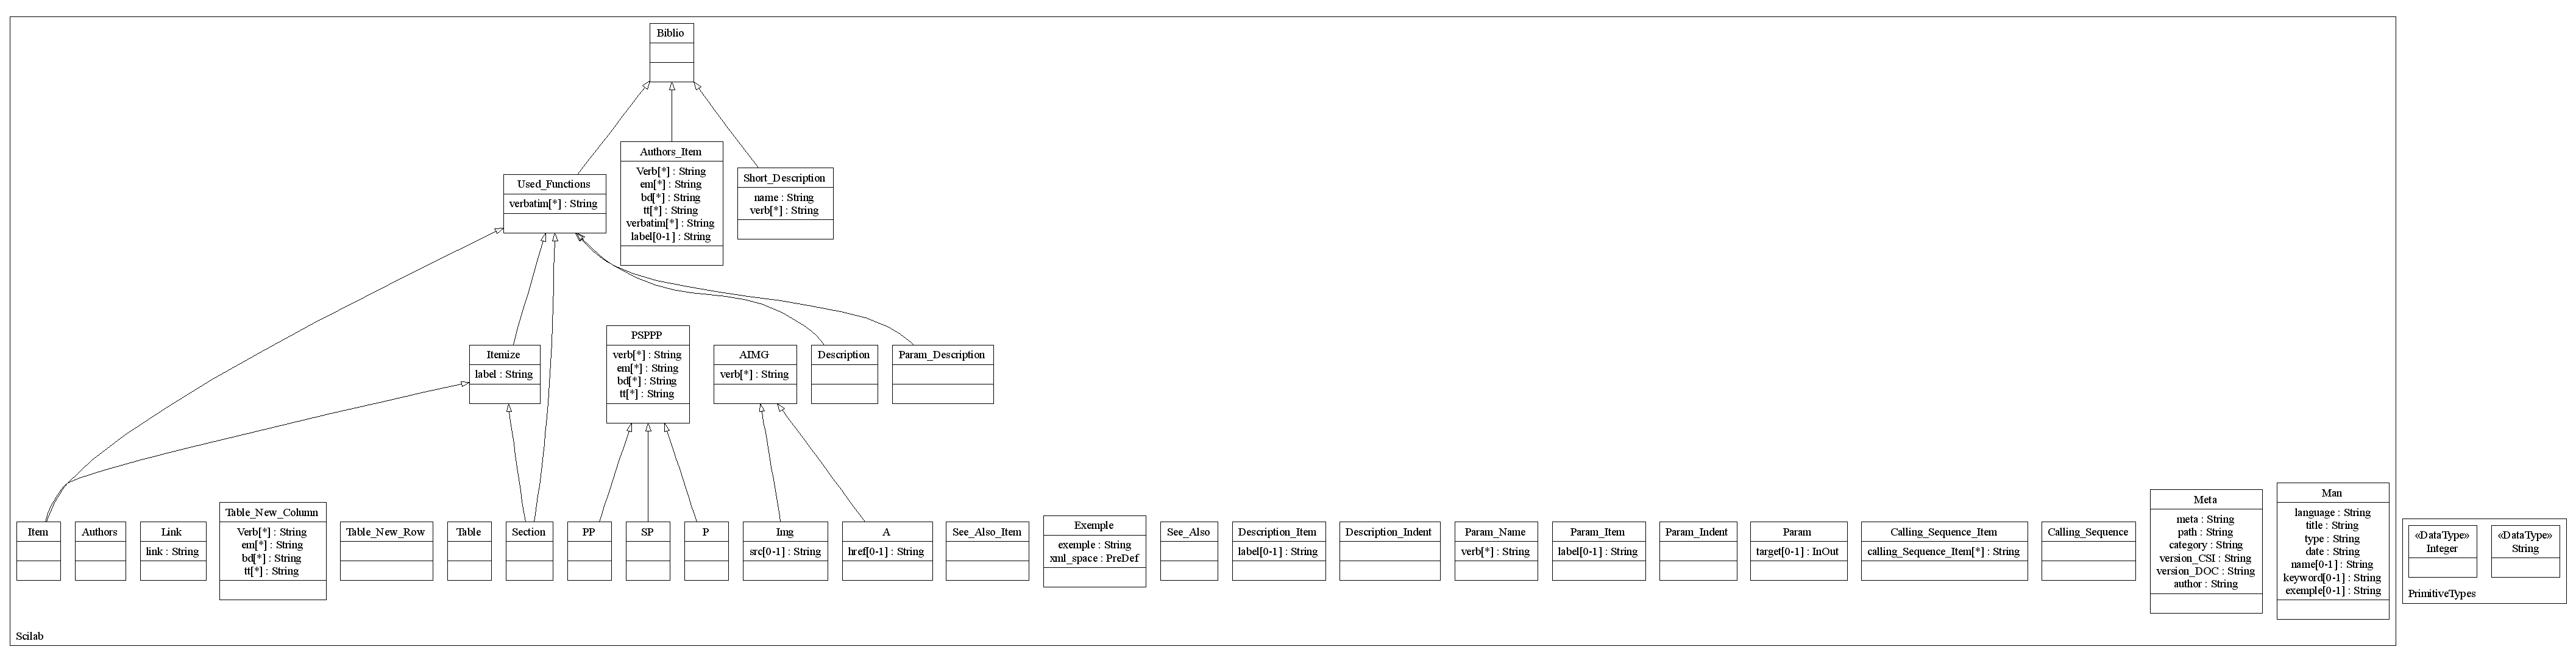 Biblio
Authors_Item
Verb[*] : String
em[*] : String
bd[*] : String
tt[*] : String
verbatim[*] : String
label[0-1] : String
Short_Description
name : String
verb[*] : String
Used_Functions
verbatim[*] : String
PSPPP
verb[*] : String
em[*] : String
bd[*] : String
tt[*] : String
Itemize
label : String
AIMG
verb[*] : String
Description
Param_Description
Item
Authors
Link
link : String
Table_New_Column
Verb[*] : String
em[*] : String
bd[*] : String
tt[*] : String
Table_New_Row
Table
Section
PP
SP
P
Img
src[0-1] : String
A
href[0-1] : String
See_Also_Item
Exemple
exemple : String
xml_space : PreDef
See_Also
Description_Item
label[0-1] : String
Description_Indent
Param_Name
verb[*] : String
Param_Item
label[0-1] : String
Param_Indent
Param
target[0-1] : InOut
Calling_Sequence_Item
calling_Sequence_Item[*] : String
Calling_Sequence
Meta
meta : String
path : String
category : String
version_CSI : String
version_DOC : String
author : String
Man
language : String
title : String
type : String
date : String
name[0-1] : String
keyword[0-1] : String
exemple[0-1] : String
«DataType»
Integer
«DataType»
String
PrimitiveTypes
Scilab